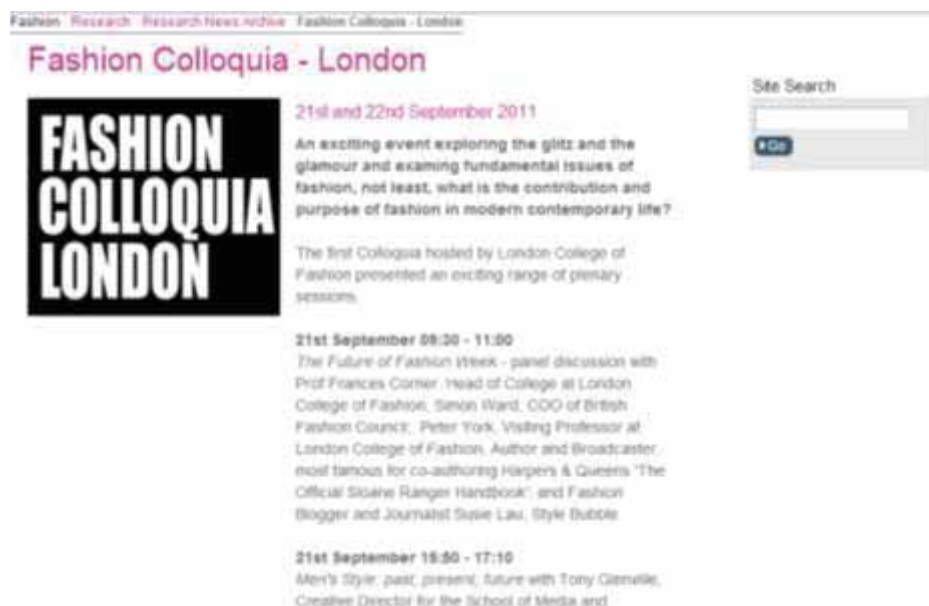 Fashion Research Research News Archive Fashion Colloquia - London
Fashion Colloquia - London
Site Search
FASHION
COLLOQUIA
LONDON
21st and 22nd September 2011
An exciting event exploring the glitz and the
glamour and examing fundamental issues of
fashion, not least, what is the contribution and
purpose of fashion in modern contemporary life?
Go
The first Colloquia hosted by London College of
Fashion presented an exciting range of plenary
sessions.
21st September 09:30 - 11:00
The Future of Fashion Week - panel discussion with
Prof Frances Corner, Head of College at London
College of Fashion, Simon Ward, COO of British
Fashion Council, Peter York, Visiting Professor at
London College of Fashion, Author and Broadcaster,
most famous for co-authoring Harpers & Queens 'The
Official Sloane Ranger Handbook', and Fashion
Blogger and Journalist Susie Lau, Style Bubble
21st September 15:50 - 17:10
Men's Style: past, present, future with Tony Glenville,
Creative Director for the School of Media and